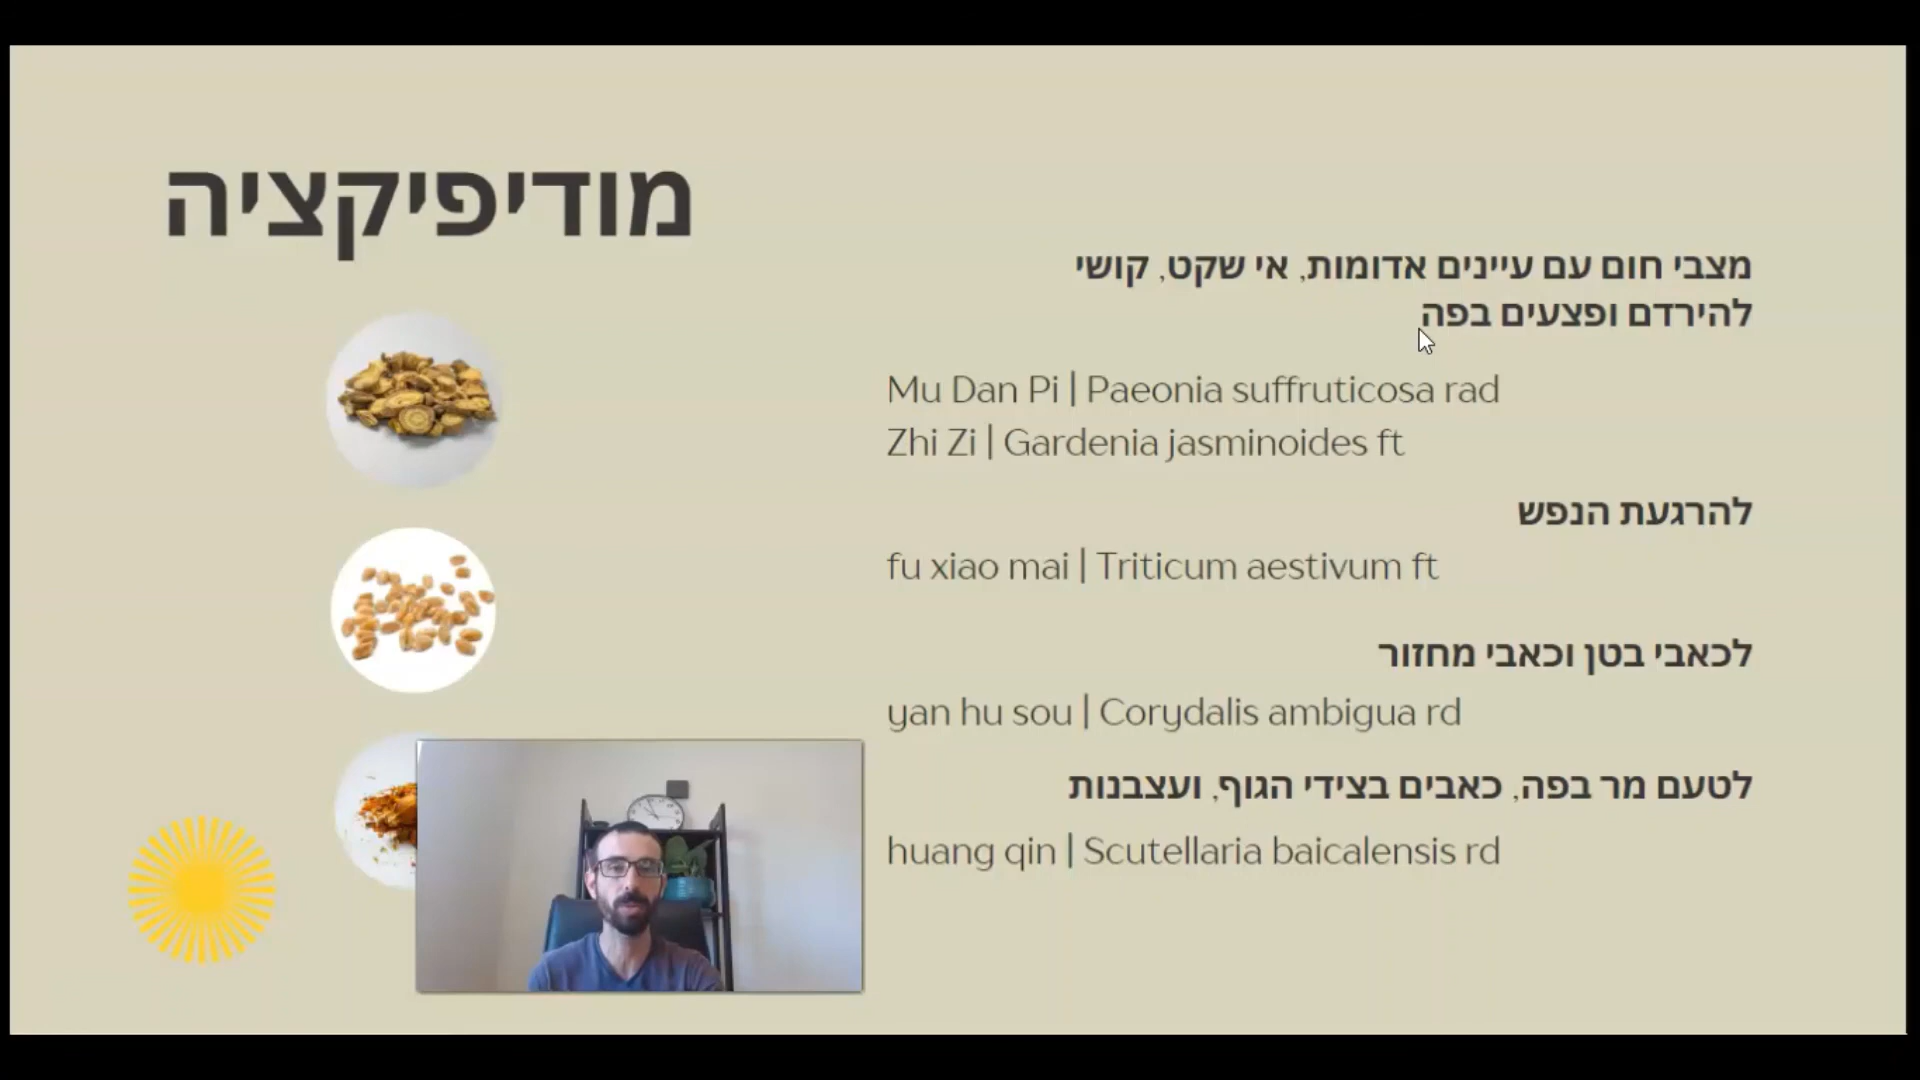 מודיפיקציה
מצבי חום עם עיינים אדומות, אי שקט, קושי
להירדם ופצעים בפה
Mu Dan Pi | Paeonia suffruticosa rad
Zhi Zi | Gardenia jasminoides ft
להרגעת הנפש
fu xiao mai | Triticum aestivum ft
לכאבי בטן וכאבי מחזור
yan hu sou | Corydalis ambigua rd
לטעם מר בפה, כאבים בצידי הגוף, ועצבנות
huang qin | Scutellaria baicalensis rd